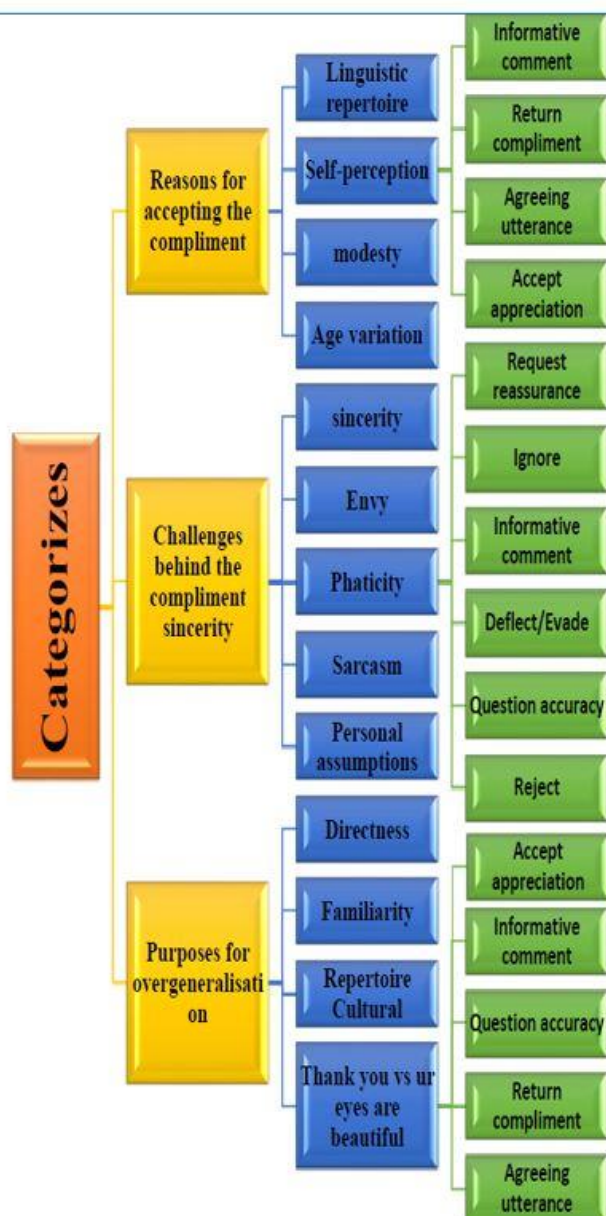 Categorizes
Reasons for
accepting the
compliment
Linguistic
repertoire
Self-perception
modesty
Age variation
Informative
comment
Return
compliment
Agreeing
utterance
Accept
appreciation
Challenges
behind the
compliment
sincerity
sincerity
Envy
Phaticity
Sarcasm
Personal
assumptions
Request
reassurance
Ignore
Informative
comment
Deflect/Evade
Question accuracy
Reject
Purposes for
overgeneralisati
on
Directness
Familiarity
Repertoire
Cultural
Thank you vs ur
eyes are
beautiful
Accept
appreciation
Informative
comment
Question accuracy
Return
compliment
Agreeing
utterance